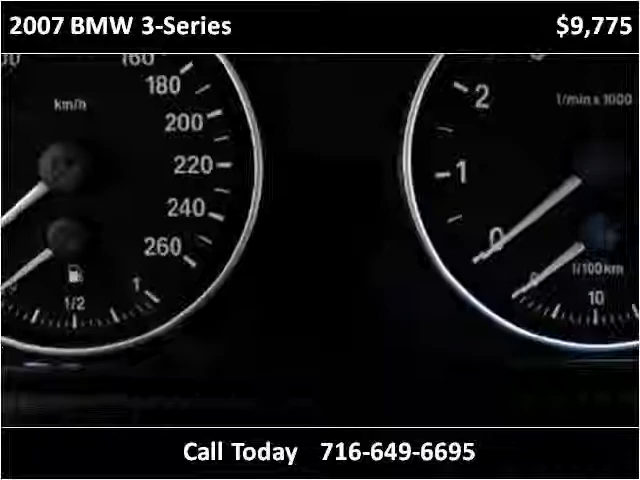 2007 BMW 3-Series $9,775
160
180
km/h
2
1/min x 1000
200
220
1
240
0
260
l/100km
1/2 1
10
Call Today 716-649-6695